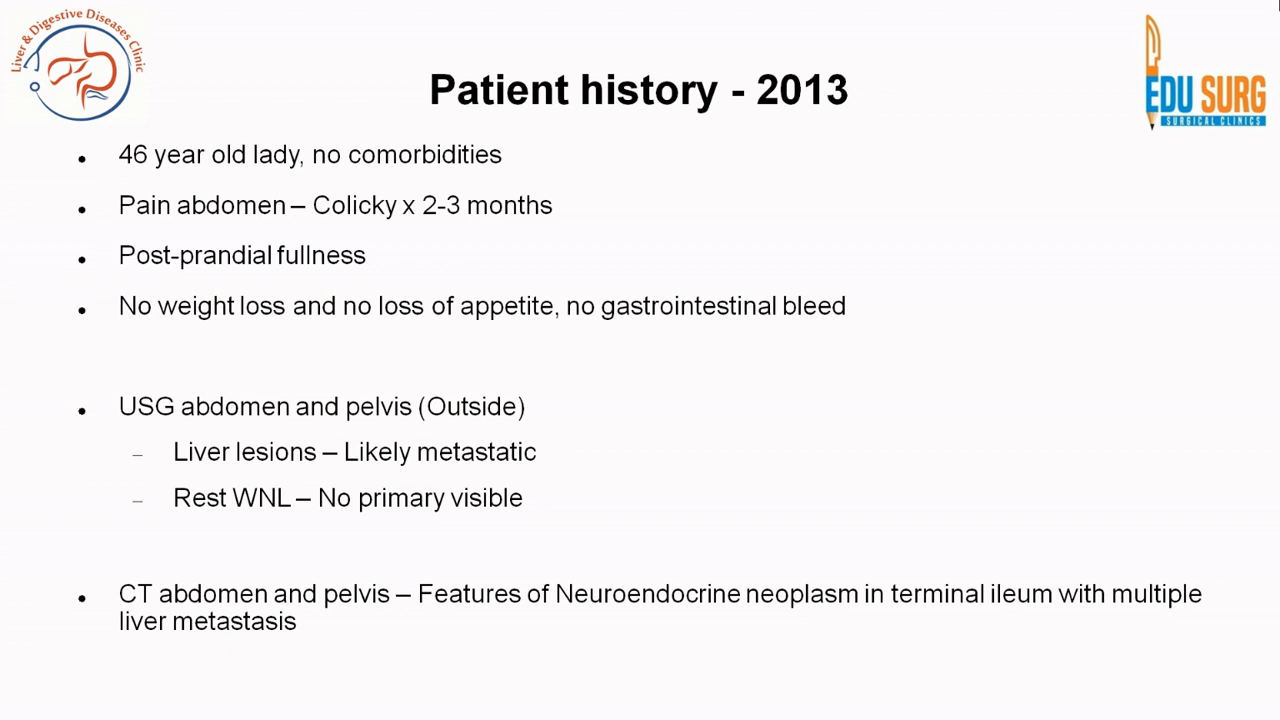 Liver & Digestive Diseases Clinic
EDU SURG
SURGICAL CLINICS
Patient history - 2013
• 46 year old lady, no comorbidities
• Pain abdomen – Colicky x 2-3 months
• Post-prandial fullness
• No weight loss and no loss of appetite, no gastrointestinal bleed
• USG abdomen and pelvis (Outside)
– Liver lesions – Likely metastatic
– Rest WNL – No primary visible
• CT abdomen and pelvis – Features of Neuroendocrine neoplasm in terminal ileum with multiple
liver metastasis